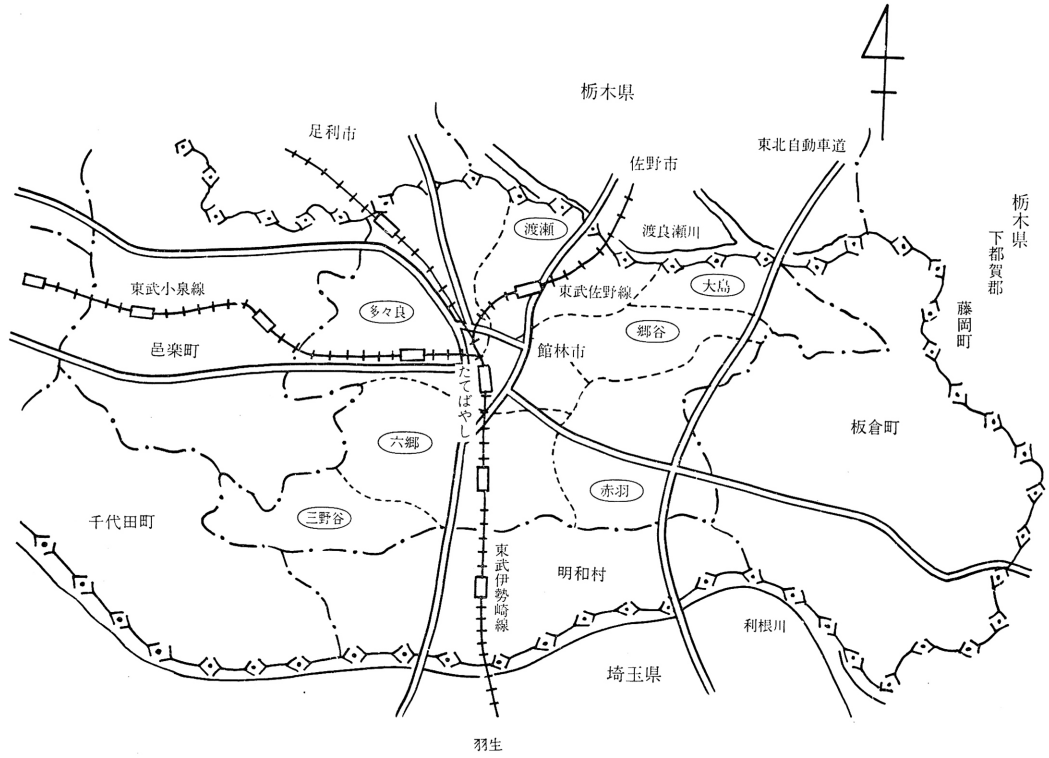 栃木県
足利市
東北自動車道
佐野市
栃木県
下都賀郡
渡瀬
渡良瀬川
大島
東武小泉線
東武佐野線
藤岡町
多々良
郷谷
邑楽町
館林市
たてばやし
板倉町
六郷
赤羽
三野谷
千代田町
東武伊勢崎線
明和村
利根川
埼玉県
羽生